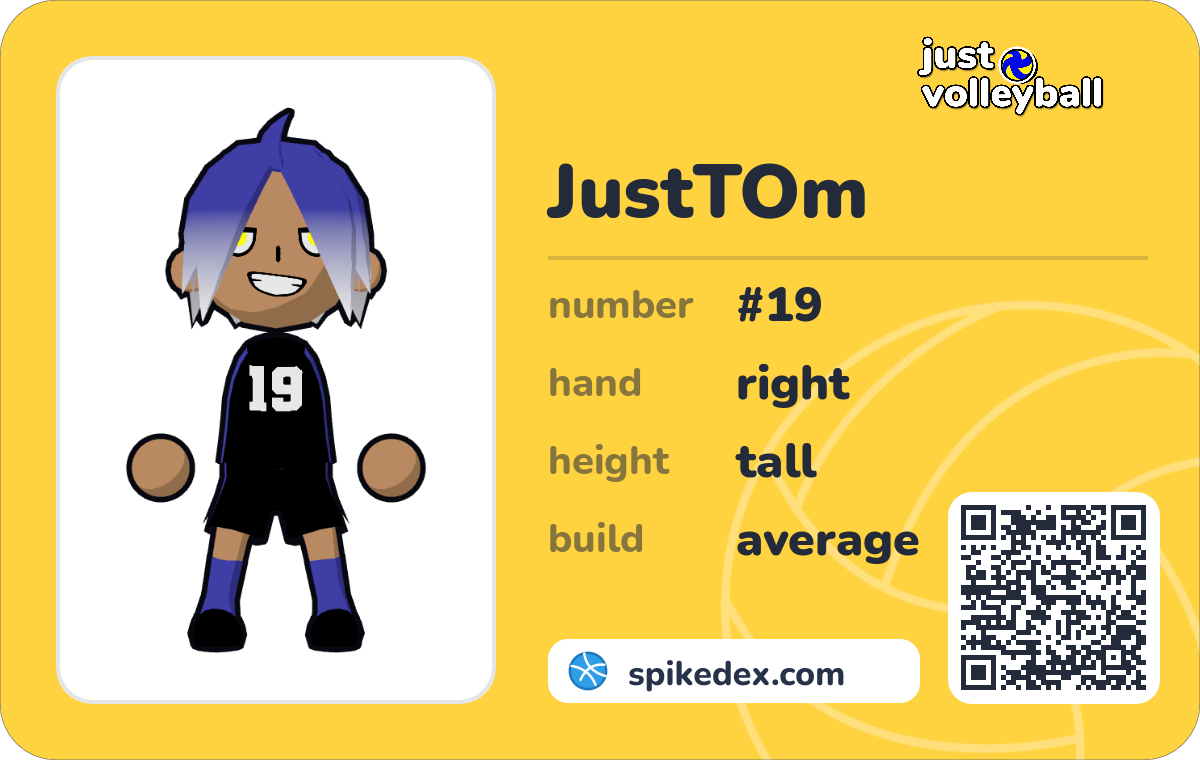 just
volleyball
JustTOm
number #19
hand right
height tall
build average
19
spikedex.com